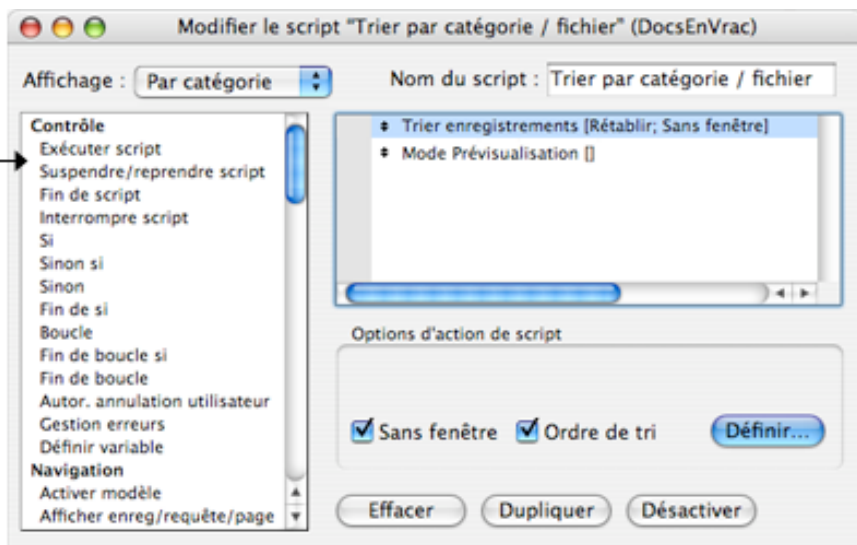 Modifier le script "Trier par catégorie / fichier" (DocsEnVrac)
Affichage : Par catégorie
Nom du script : Trier par catégorie / fichier
Contrôle
Exécuter script
Suspendre/reprendre script
Fin de script
Interrompre script
Si
Sinon si
Sinon
Fin de si
Boucle
Fin de boucle si
Fin de boucle
Autor. annulation utilisateur
Gestion erreurs
Définir variable
Navigation
Activer modèle
Afficher enreg/requête/page
Trier enregistrements [Rétablir; Sans fenêtre]
Mode Prévisualisation []
Options d'action de script
Sans fenêtre
Ordre de tri
Définir...
Effacer
Dupliquer
Désactiver